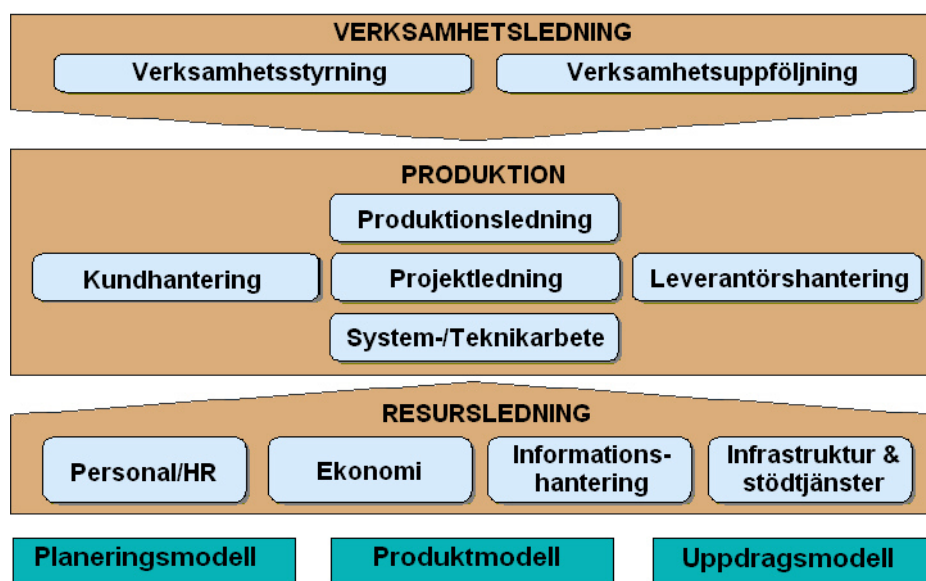 VERKSAMHETSLEDNING
Verksamhetsstyrning
Verksamhetsuppföljning
PRODUKTION
Produktionsledning
Kundhantering
Projektledning
Leverantörshantering
System-/Teknikarbete
RESURSLEDNING
Personal/HR
Ekonomi
Informations-
hantering
Infrastruktur &
stödtjänster
Planeringsmodell
Produktmodell
Uppdragsmodell